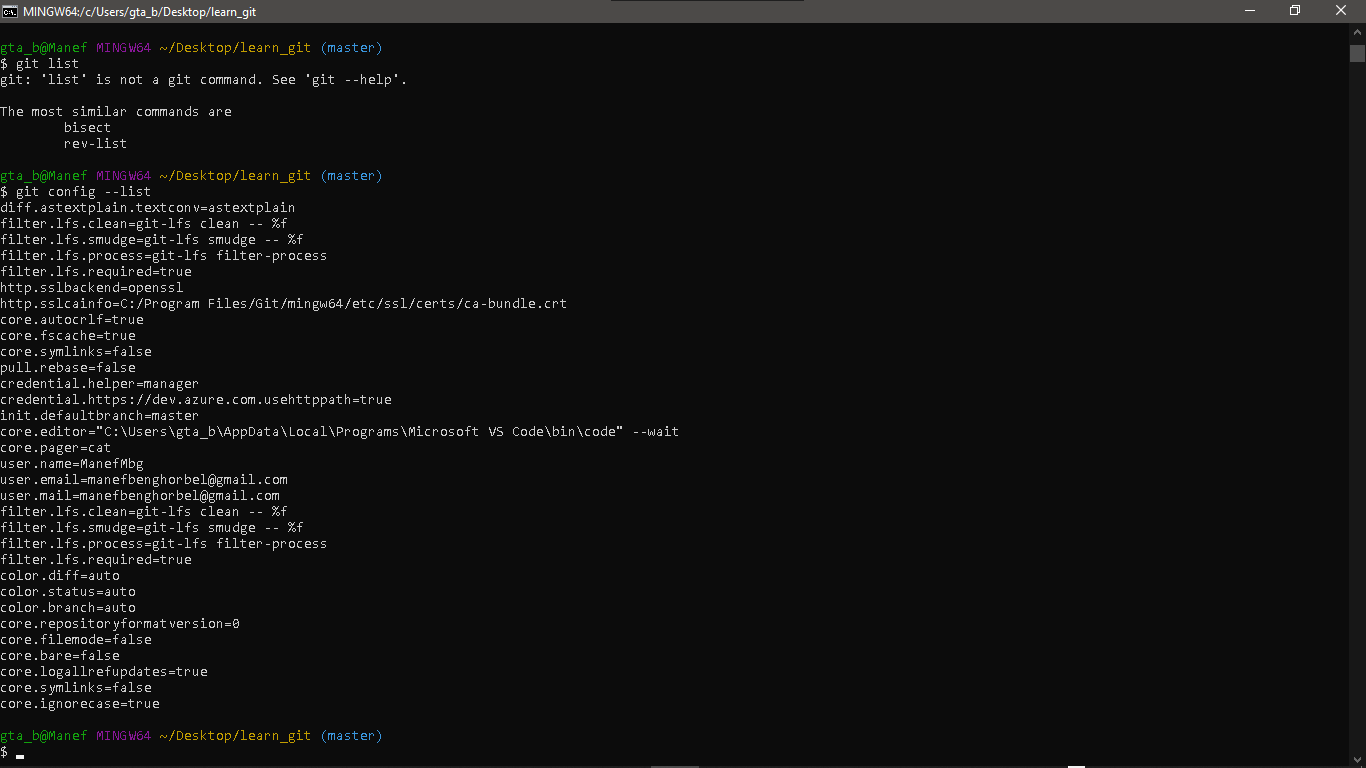 MINGW64:/c/Users/gta_b/Desktop/learn_git
gta_b@Manef MINGW64 ~/Desktop/learn_git (master)
$ git list
git: 'list' is not a git command. See 'git --help'.
The most similar commands are
bisect
rev-list
gta_b@Manef MINGW64 ~/Desktop/learn_git (master)
$ git config --list
diff.astextplain.textconv=astextplain
filter.lfs.clean=git-lfs clean -- %f
filter.lfs.smudge=git-lfs smudge -- %f
filter.lfs.process=git-lfs filter-process
filter.lfs.required=true
http.sslbackend=openssl
http.sslcainfo=C:/Program Files/Git/mingw64/etc/ssl/certs/ca-bundle.crt
core.autocrlf=true
core.fscache=true
core.symlinks=false
pull.rebase=false
credential.helper=manager
credential.https://dev.azure.com.usehttppath=true
init.defaultbranch=master
core.editor="C:\Users\gta_b\AppData\Local\Programs\Microsoft VS Code\bin\code" --wait
core.pager=cat
user.name=ManefMbg
user.email=manefbenghorbel@gmail.com
user.mail=manefbenghorbel@gmail.com
filter.lfs.clean=git-lfs clean -- %f
filter.lfs.smudge=git-lfs smudge -- %f
filter.lfs.process=git-lfs filter-process
filter.lfs.required=true
color.diff=auto
color.status=auto
color.branch=auto
core.repositoryformatversion=0
core.filemode=false
core.bare=false
core.logallrefupdates=true
core.symlinks=false
core.ignorecase=true
gta_b@Manef MINGW64 ~/Desktop/learn_git (master)
$